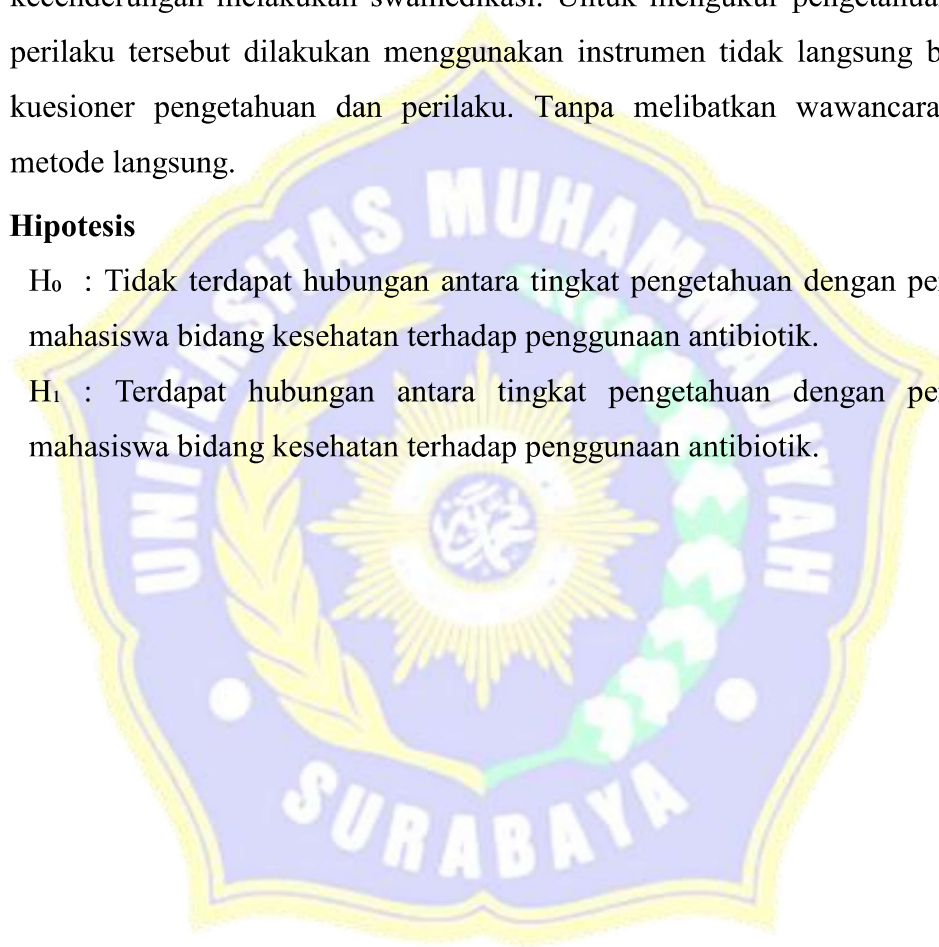 kecenderungan melakukan swamedikasi. Untuk mengukur pengetahuan
perilaku tersebut dilakukan menggunakan instrumen tidak langsung b
kuesioner pengetahuan dan perilaku. Tanpa melibatkan wawancara
metode langsung.
Hipotesis
H₀ : Tidak terdapat hubungan antara tingkat pengetahuan dengan per
mahasiswa bidang kesehatan terhadap penggunaan antibiotik.
H₁ : Terdapat hubungan antara tingkat pengetahuan dengan per
mahasiswa bidang kesehatan terhadap penggunaan antibiotik.
UNIVERSITAS MUHAMMADIYAH
SURABAYA